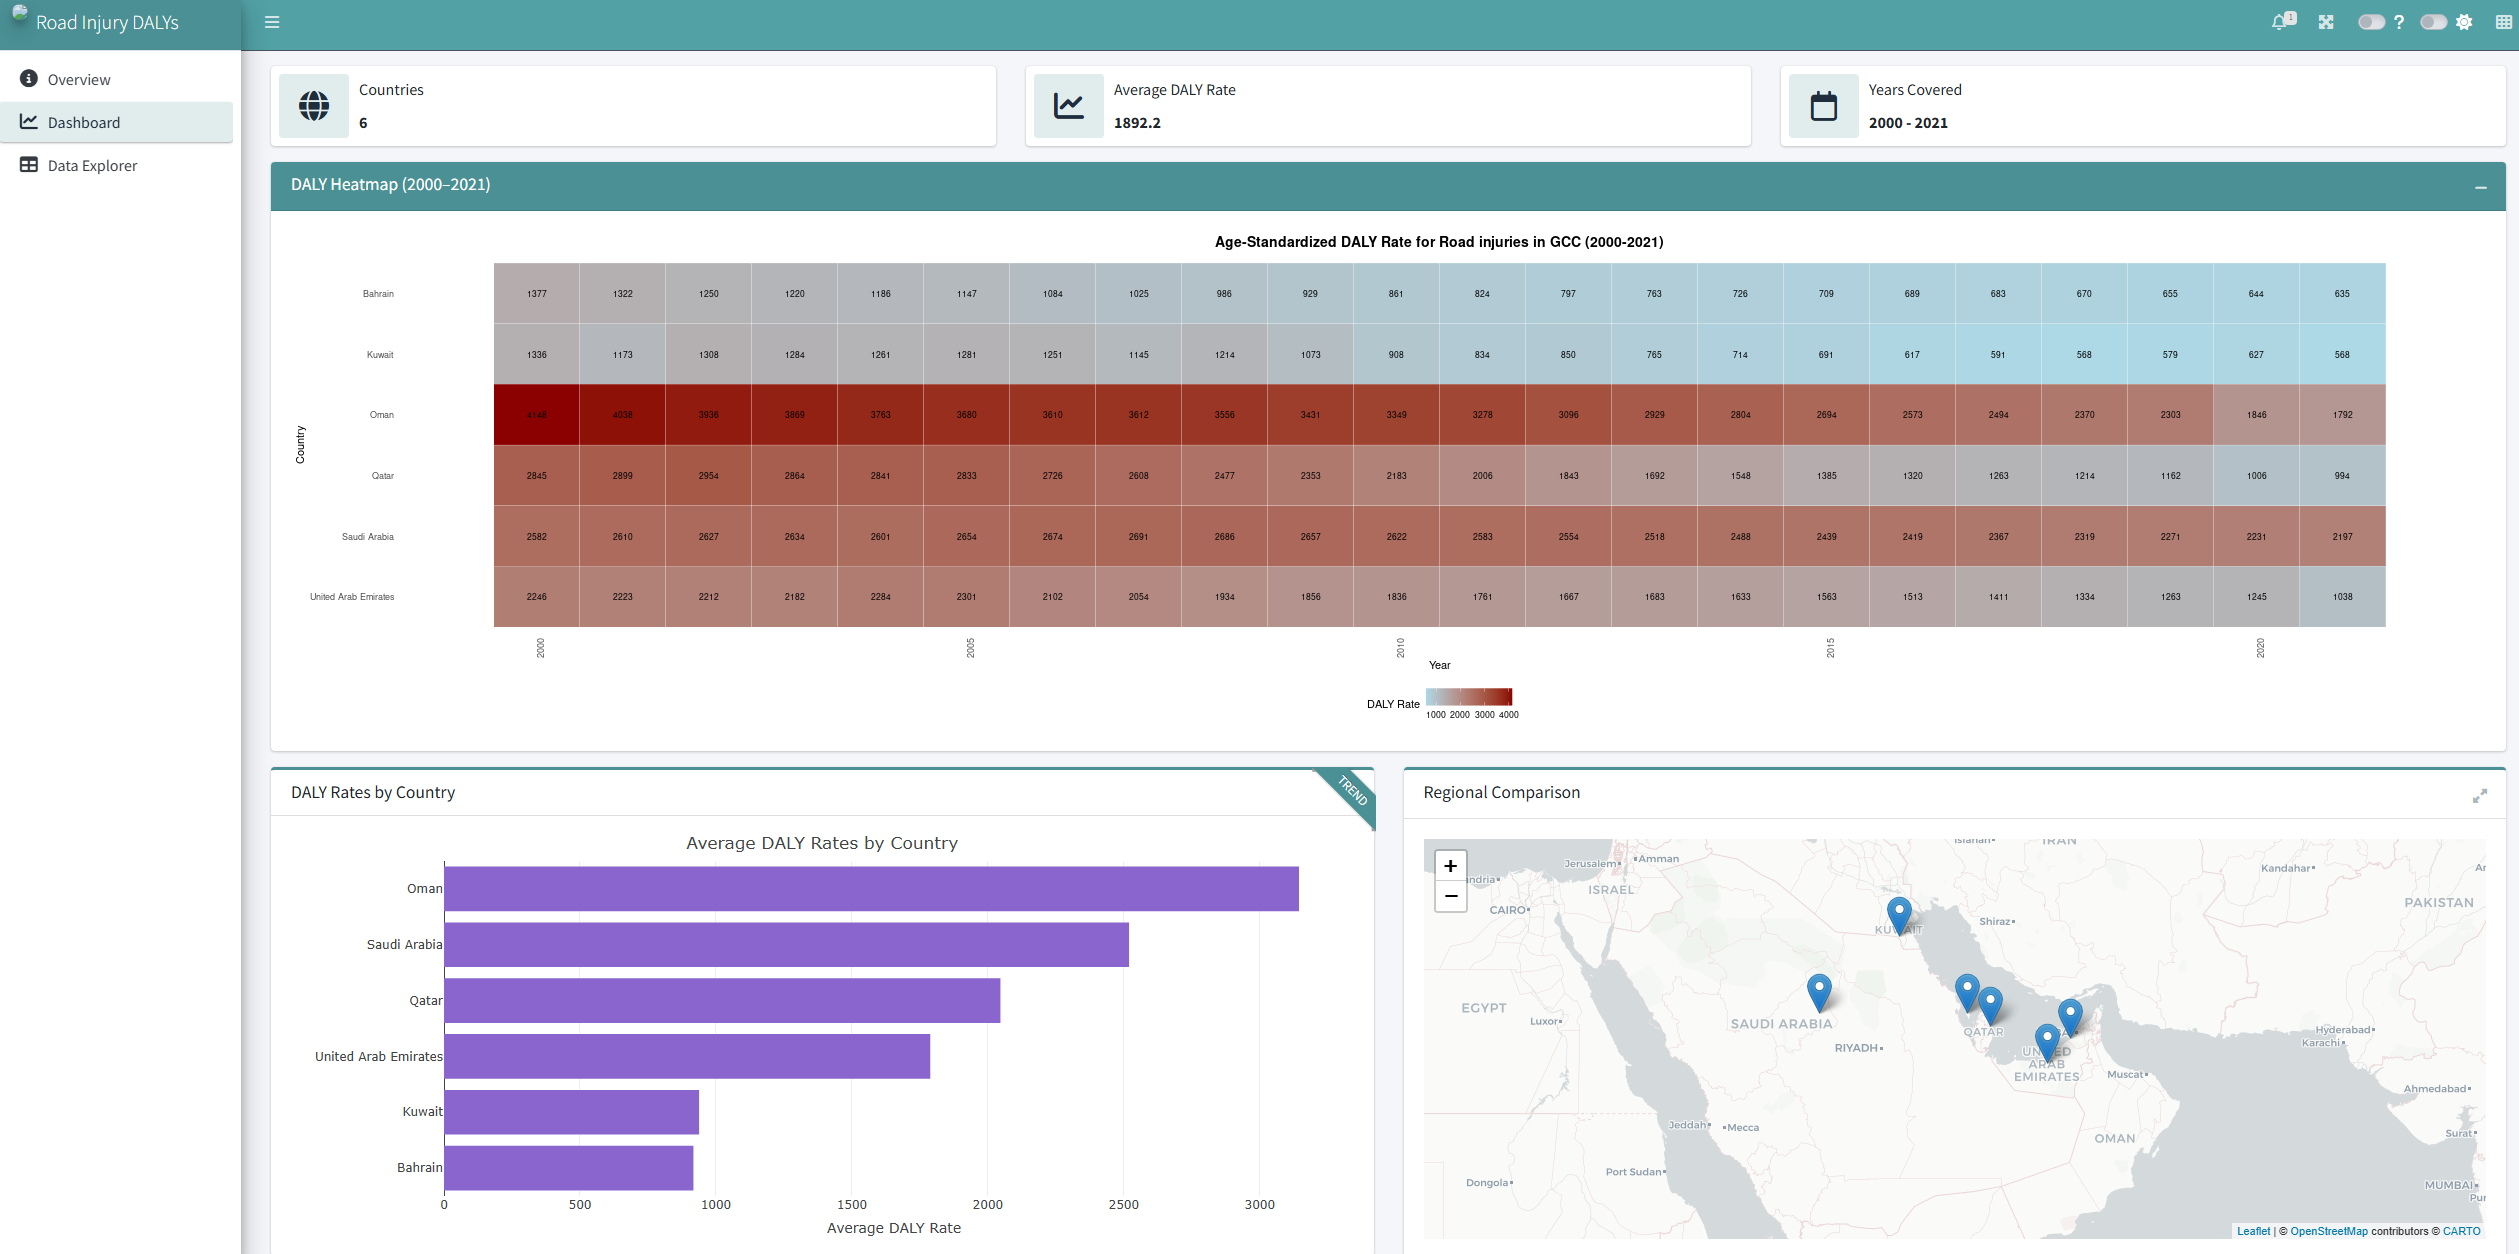 Road Injury DALYs
1
?
Overview
Dashboard
Data Explorer
Countries
6
Average DALY Rate
1892.2
Years Covered
2000 - 2021
DALY Heatmap (2000–2021)
Age-Standardized DALY Rate for Road injuries in GCC (2000-2021)
Country
Bahrain 1377 1322 1250 1220 1186 1147 1084 1025 986 929 861 824 797 763 726 709 689 683 670 655 644 635
Kuwait 1336 1173 1308 1284 1261 1281 1251 1145 1214 1073 908 834 850 765 714 691 617 591 568 579 627 568
Oman 4148 4038 3936 3869 3763 3680 3610 3612 3556 3431 3349 3278 3096 2929 2804 2694 2573 2494 2370 2303 1846 1792
Qatar 2845 2899 2954 2864 2841 2833 2726 2608 2477 2353 2183 2006 1843 1692 1548 1385 1320 1263 1214 1162 1006 994
Saudi Arabia 2582 2610 2627 2634 2601 2654 2674 2691 2686 2657 2622 2583 2554 2518 2488 2439 2419 2367 2319 2271 2231 2197
United Arab Emirates 2246 2223 2212 2182 2284 2301 2102 2054 1934 1856 1836 1761 1667 1683 1633 1563 1513 1411 1334 1263 1245 1038
2000 2005 2010 2015 2020
Year
DALY Rate
1000 2000 3000 4000
DALY Rates by Country
TREND
Average DALY Rates by Country
Oman
Saudi Arabia
Qatar
United Arab Emirates
Kuwait
Bahrain
0 500 1000 1500 2000 2500 3000
Average DALY Rate
Regional Comparison
+
−
Jerusalem
Amman
ISRAEL
CAIRO
EGYPT
Luxor
KUWAIT
Shiraz
Kandahar
PAKISTAN
SAUDI ARABIA
RIYADH
QATAR
ARAB
EMIRATES
Muscat
Hyderabad
Karachi
Ahmedabad
Jeddah
Mecca
OMAN
Surat
Port Sudan
Dongola
MUMBAI
Leaflet | © OpenStreetMap contributors © CARTO